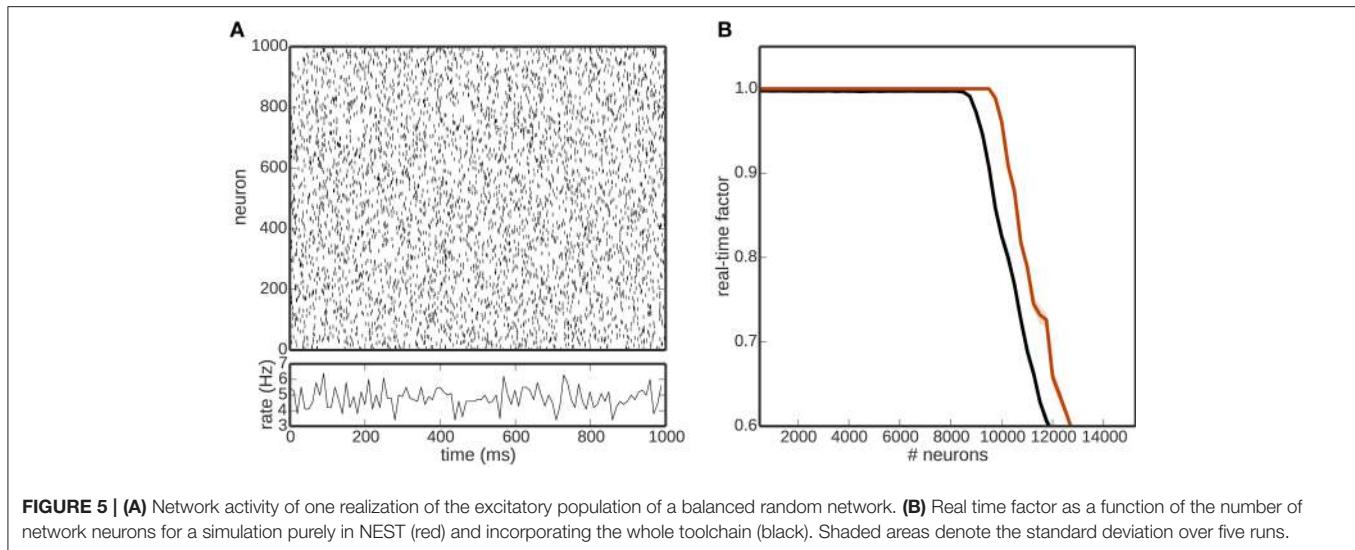 A
1000
800
600
400
200
0
neuron
7
6
5
4
3
rate (Hz)
0 200 400 600 800 1000
time (ms)
B
1.0
0.9
0.8
0.7
0.6
real-time factor
2000 4000 6000 8000 10000 12000 14000
# neurons
FIGURE 5 | (A) Network activity of one realization of the excitatory population of a balanced random network. (B) Real time factor as a function of the number of
network neurons for a simulation purely in NEST (red) and incorporating the whole toolchain (black). Shaded areas denote the standard deviation over five runs.